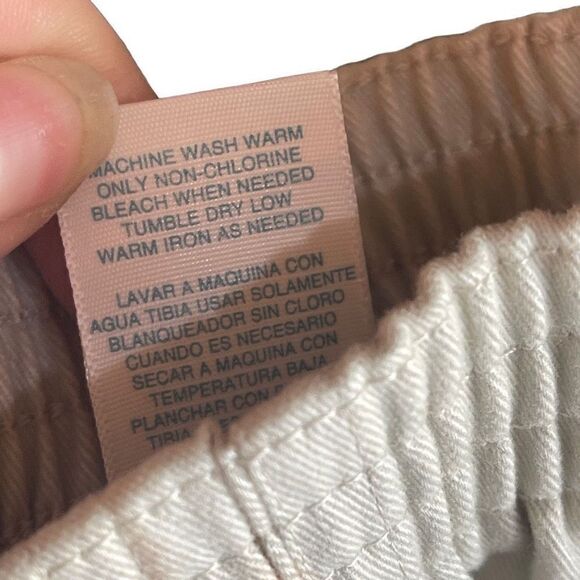 MACHINE WASH WARM
ONLY NON-CHLORINE
BLEACH WHEN NEEDED
TUMBLE DRY LOW
WARM IRON AS NEEDED
LAVAR A MAQUINA CON
AGUA TIBIA USAR SOLAMENTE
BLANQUEADOR SIN CLORO
CUANDO ES NECESARIO
SECAR A MAQUINA CON
TEMPERATURA BAJA
PLANCHAR CON
TIBIA